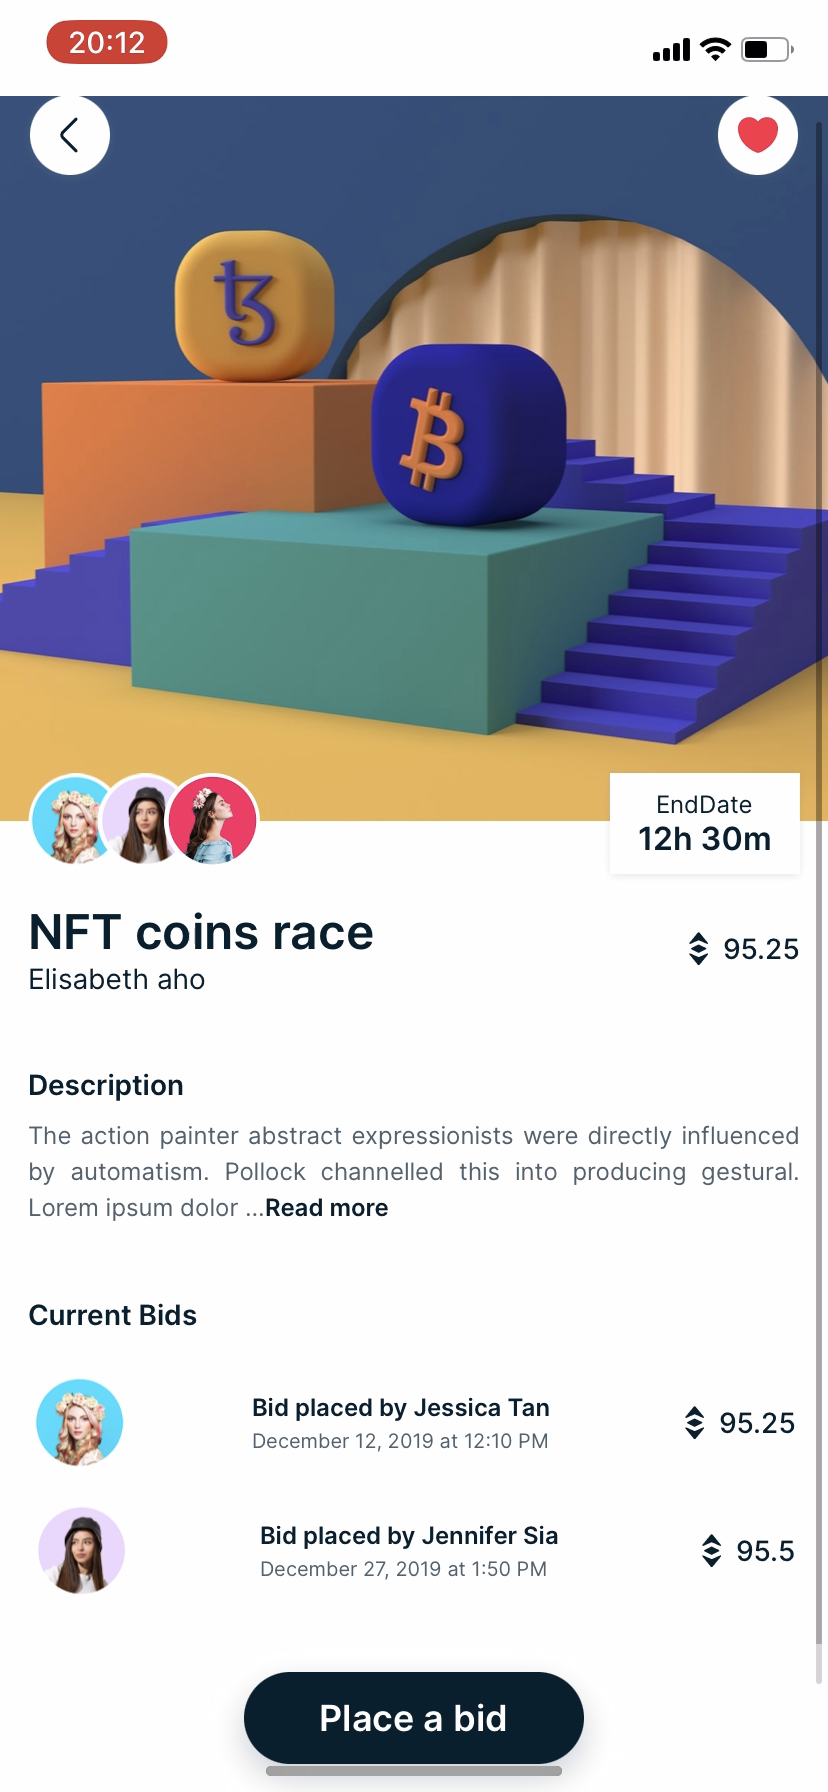 20:12
EndDate
12h 30m
NFT coins race
95.25
Elisabeth aho
Description
The action painter abstract expressionists were directly influenced
by automatism. Pollock channelled this into producing gestural.
Lorem ipsum dolor ...Read more
Current Bids
Bid placed by Jessica Tan
95.25
December 12, 2019 at 12:10 PM
Bid placed by Jennifer Sia
95.5
December 27, 2019 at 1:50 PM
Place a bid